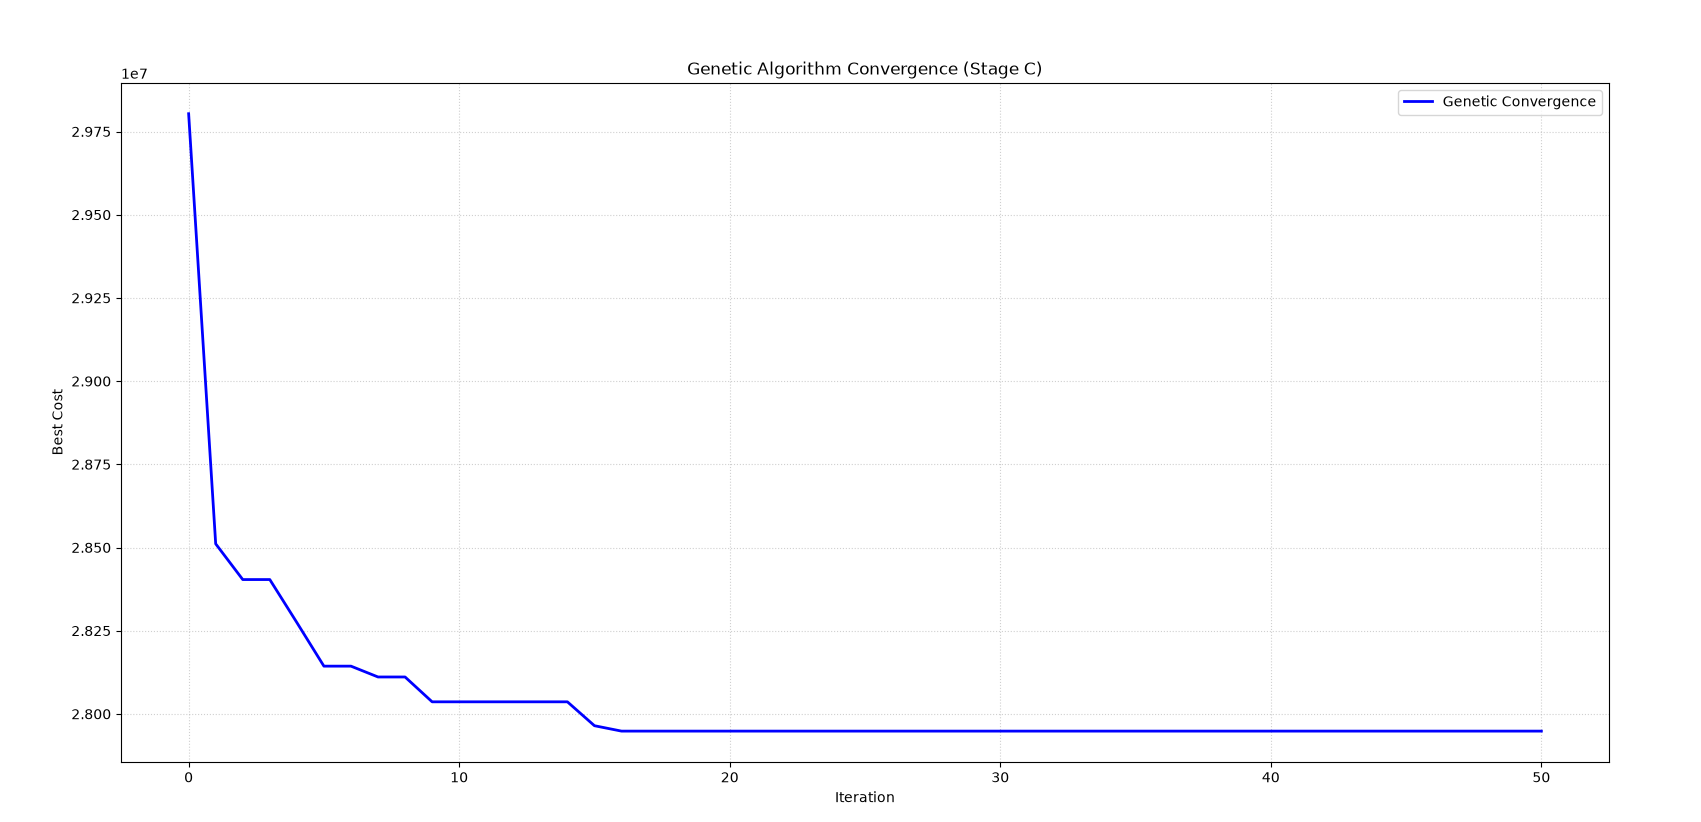 Genetic Algorithm Convergence (Stage C)
1e7
Genetic Convergence
2.975
2.950
2.925
2.900
2.875
2.850
2.825
2.800
Best Cost
0 10 20 30 40 50
Iteration